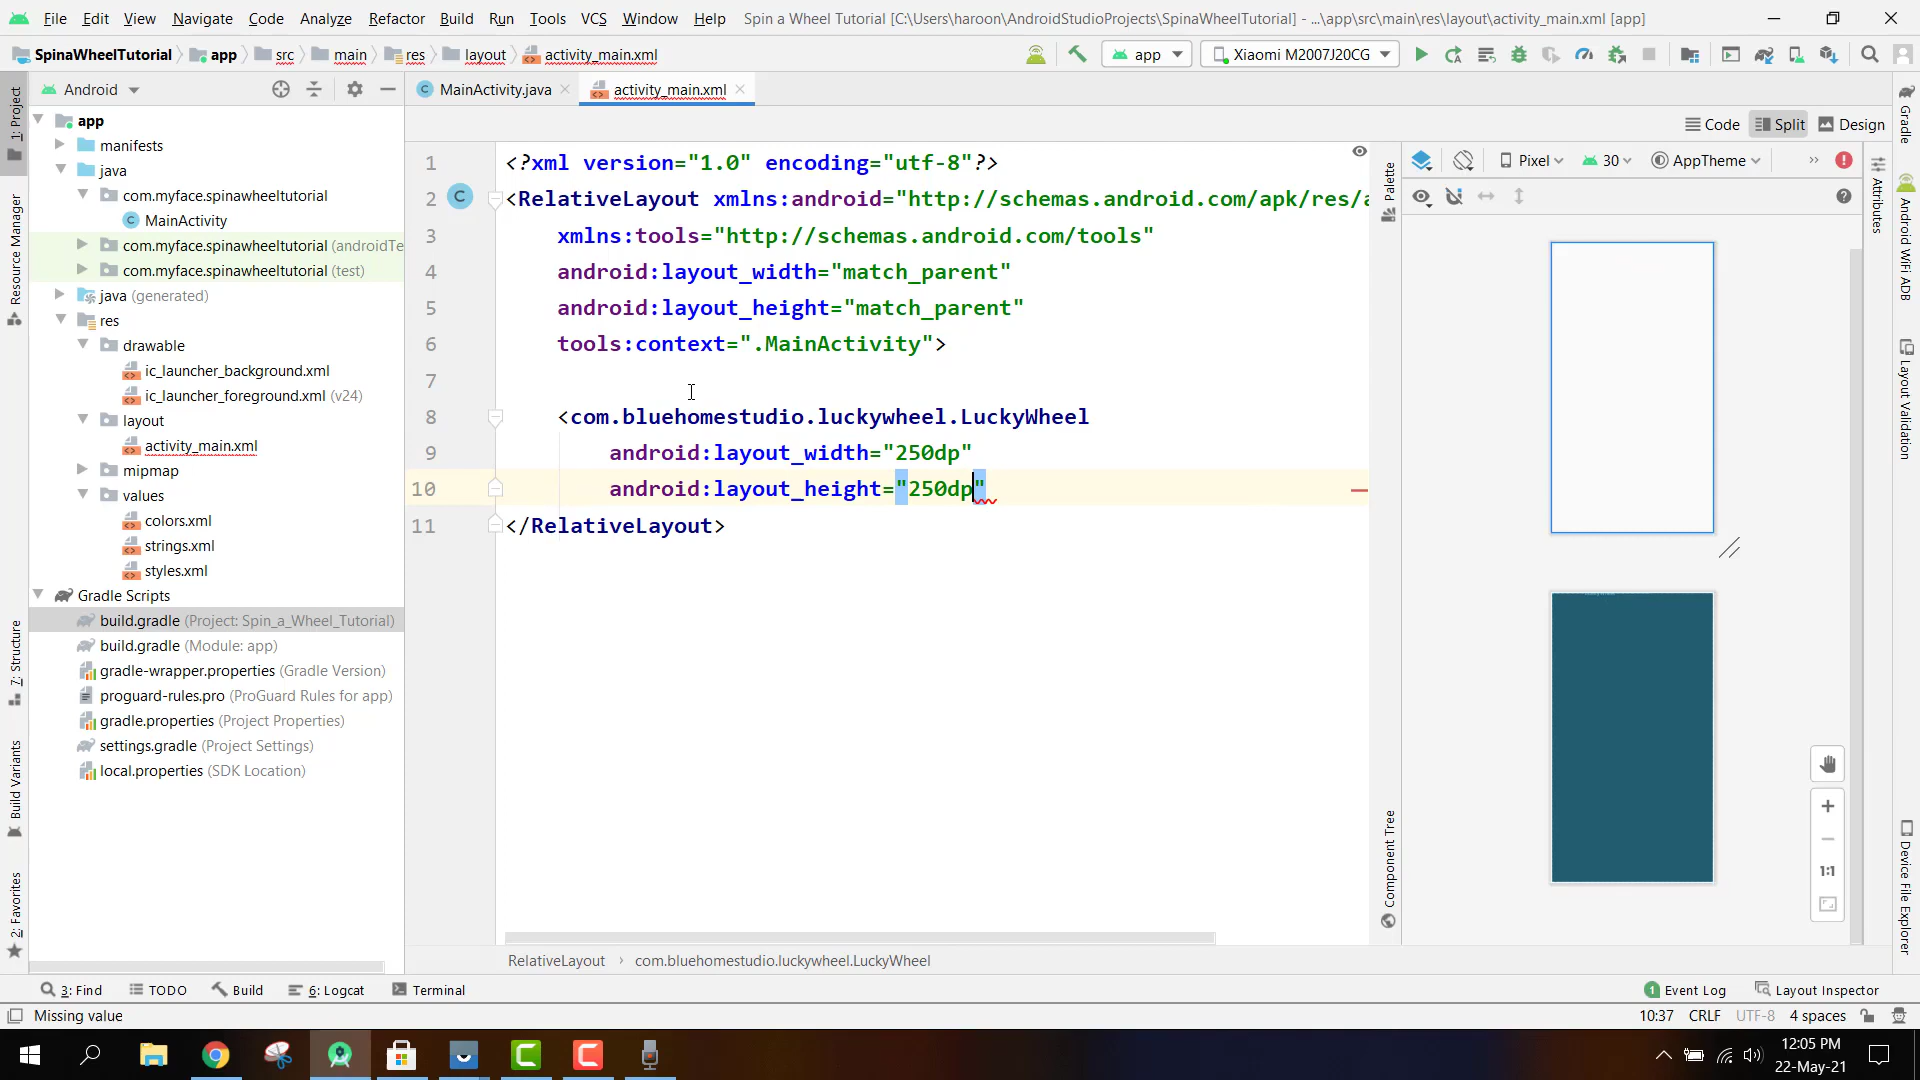 File Edit View Navigate Code Analyze Refactor Build Run Tools VCS Window Help Spin a Wheel Tutorial [C:\Users\haroon\AndroidStudioProjects\SpinaWheelTutorial] - ...\app\src\main\res\layout\activity_main.xml [app]
SpinaWheelTutorial app src main res layout activity_main.xml app Xiaomi M2007J20CG
Android MainActivity.java activity_main.xml
Code Split Design
1: Project
Resource Manager
7: Structure
Build Variants
2: Favorites
app
manifests
java
com.myface.spinawheeltutorial
MainActivity
com.myface.spinawheeltutorial (androidTe
com.myface.spinawheeltutorial (test)
java (generated)
res
drawable
ic_launcher_background.xml
ic_launcher_foreground.xml (v24)
layout
activity_main.xml
mipmap
values
colors.xml
strings.xml
styles.xml
Gradle Scripts
build.gradle (Project: Spin_a_Wheel_Tutorial)
build.gradle (Module: app)
gradle-wrapper.properties (Gradle Version)
proguard-rules.pro (ProGuard Rules for app)
gradle.properties (Project Properties)
settings.gradle (Project Settings)
local.properties (SDK Location)
1 <?xml version="1.0" encoding="utf-8"?>
2 <RelativeLayout xmlns:android="http://schemas.android.com/apk/res/a
3 xmlns:tools="http://schemas.android.com/tools"
4 android:layout_width="match_parent"
5 android:layout_height="match_parent"
6 tools:context=".MainActivity">
7
8 <com.bluehomestudio.luckywheel.LuckyWheel
9 android:layout_width="250dp"
10 android:layout_height="250dp"
11 </RelativeLayout>
RelativeLayout › com.bluehomestudio.luckywheel.LuckyWheel
Palette
Component Tree
Pixel 30 AppTheme
1:1
Gradle
Attributes
Android WiFi ADB
Layout Validation
Device File Explorer
3: Find TODO Build 6: Logcat Terminal 1 Event Log Layout Inspector
Missing value 10:37 CRLF UTF-8 4 spaces
12:05 PM
22-May-21